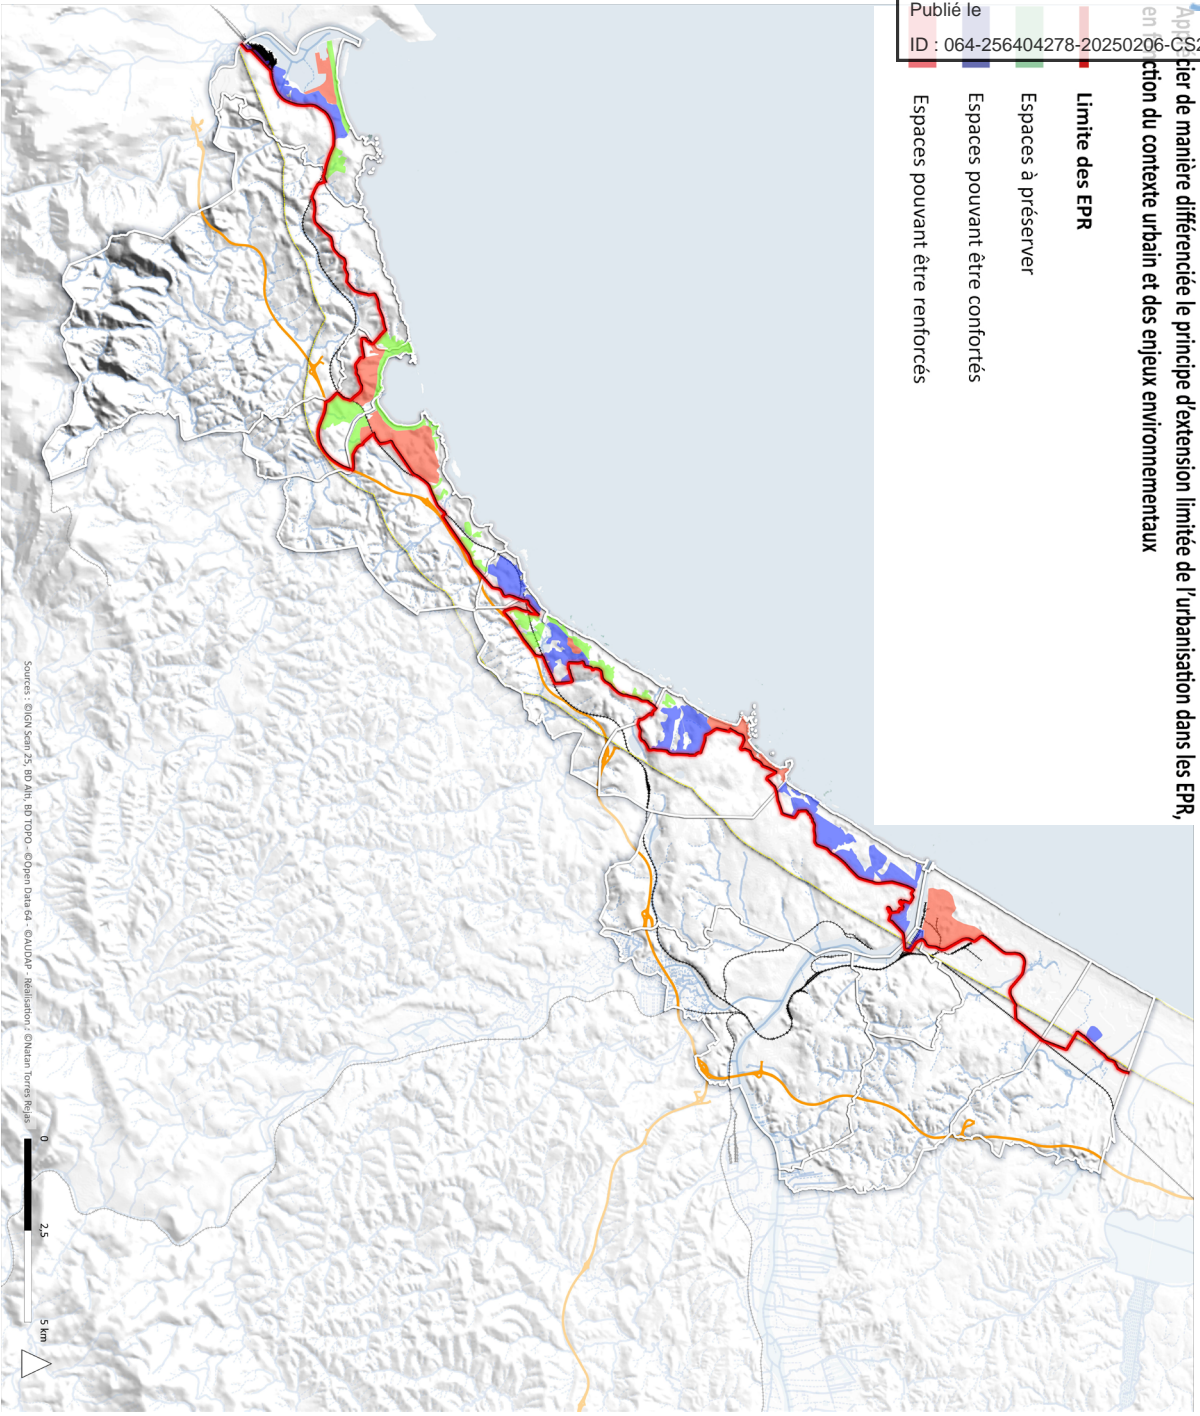 Publié le
ID : 064-256404278-20250206-CS2
Apprécier de manière différenciée le principe d'extension limitée de l'urbanisation dans les EPR,
en fonction du contexte urbain et des enjeux environnementaux
Limite des EPR
Espaces à préserver
Espaces pouvant être confortés
Espaces pouvant être renforcés
Sources : ©IGN Scan 25, BD Alti, BD TOPO - ©Open Data 64 - ©AUDAP - Réalisation : ©Natan Torres Rejas
0 2,5 5 km